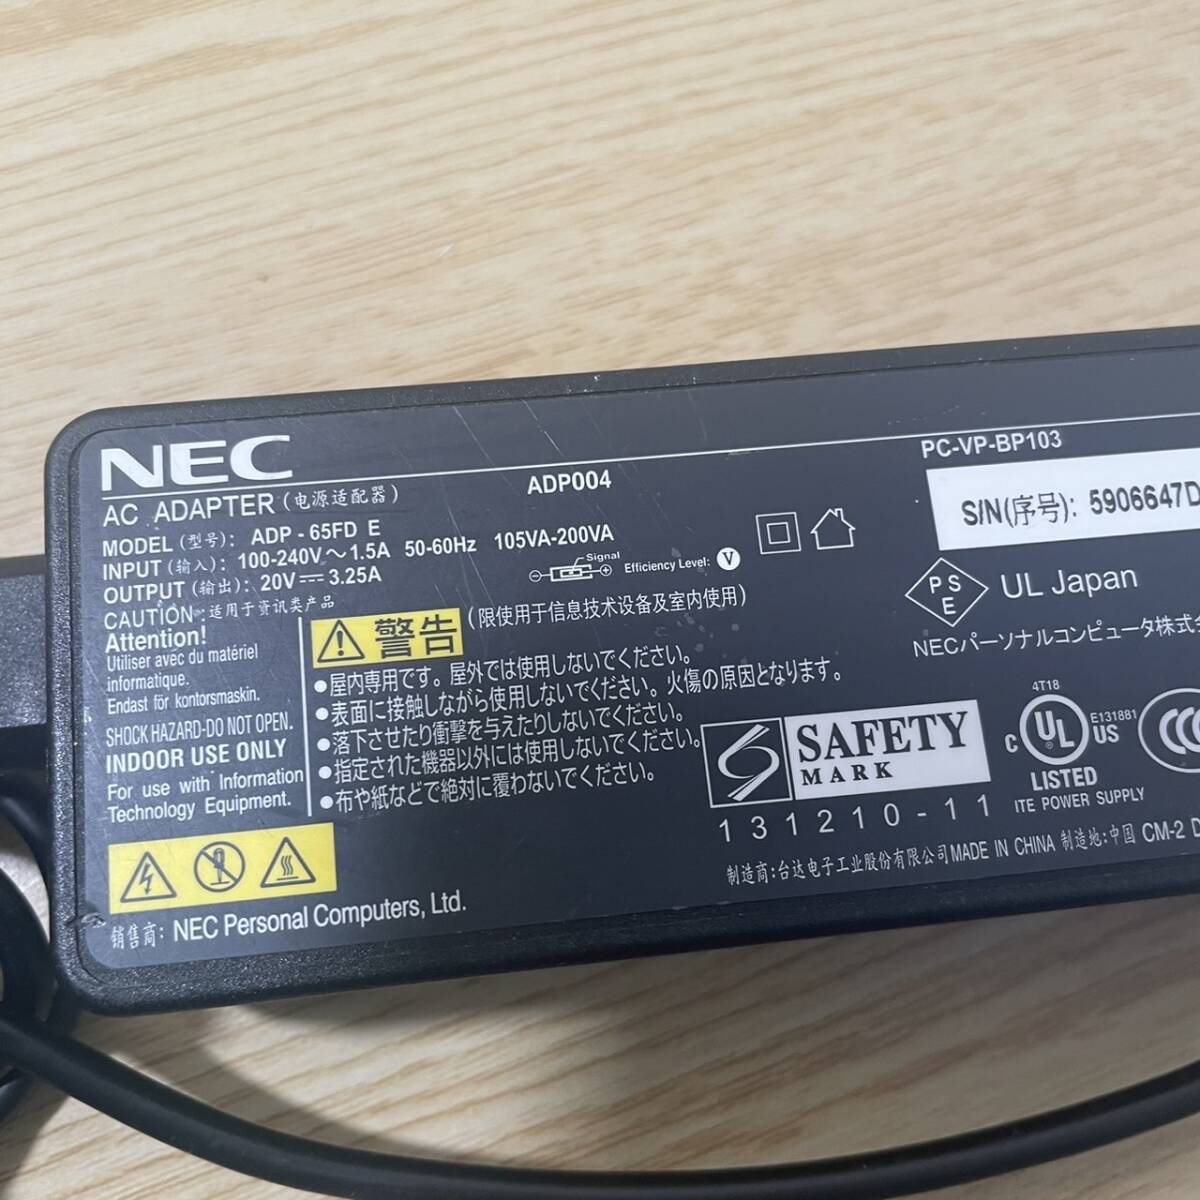 NEC
AC ADAPTER (电源适配器)
ADP004
PC-VP-BP103
MODEL (型号): ADP-65FD E
INPUT (输入): 100-240V～1.5A 50-60Hz 105VA-200VA
OUTPUT (输出): 20V⎓3.25A
Signal
Efficiency Level: V
S/N(序号): 5906647D
CAUTION:适用于资讯类产品
Attention!
Utiliser avec du matériel
informatique.
Endast för kontorsmaskin.
SHOCK HAZARD-DO NOT OPEN.
INDOOR USE ONLY
For use with Information
Technology Equipment.
警告 (限使用于信息技术设备及室内使用)
●屋内専用です。屋外では使用しないでください。
●表面に接触しながら使用しないでください。火傷の原因となります。
●落下させたり衝撃を与えたりしないでください。
●指定された機器以外には使用しないでください。
●布や紙などで絶対に覆わないでください。
PS
E
UL Japan
NECパーソナルコンピュータ株式
SAFETY
MARK
131210-11
4T18
C UL US
E131881
LISTED
ITE POWER SUPPLY
CCC
制造商:台达电子工业股份有限公司MADE IN CHINA 制造地:中国 CM-2 D
销售商: NEC Personal Computers, Ltd.